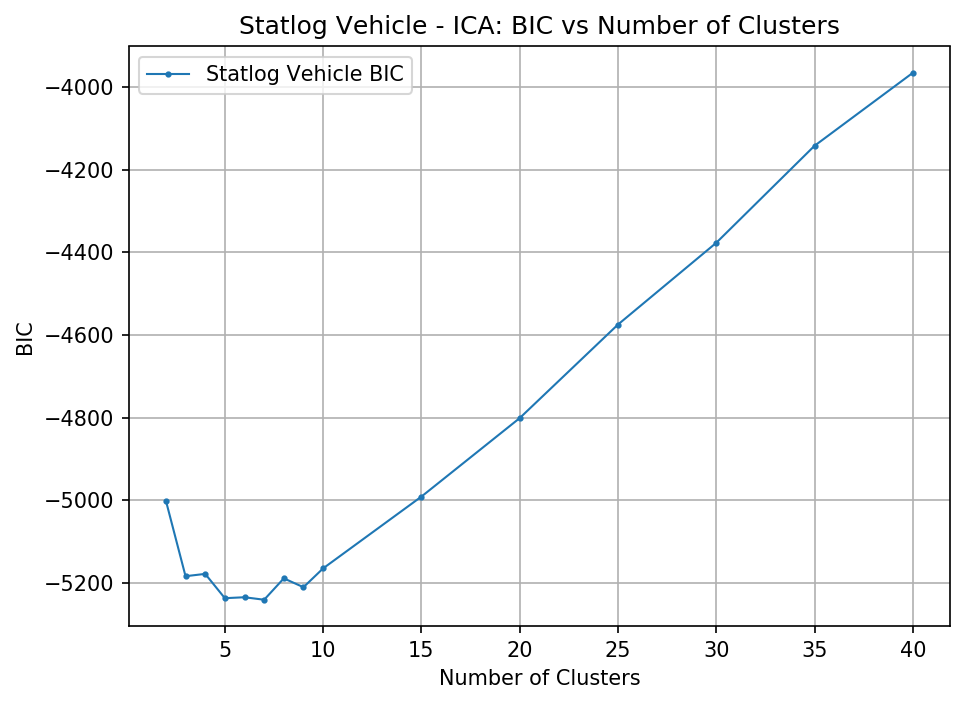 Statlog Vehicle - ICA: BIC vs Number of Clusters
Statlog Vehicle BIC
−4000
−4200
−4400
−4600
−4800
−5000
−5200
BIC
5 10 15 20 25 30 35 40
Number of Clusters